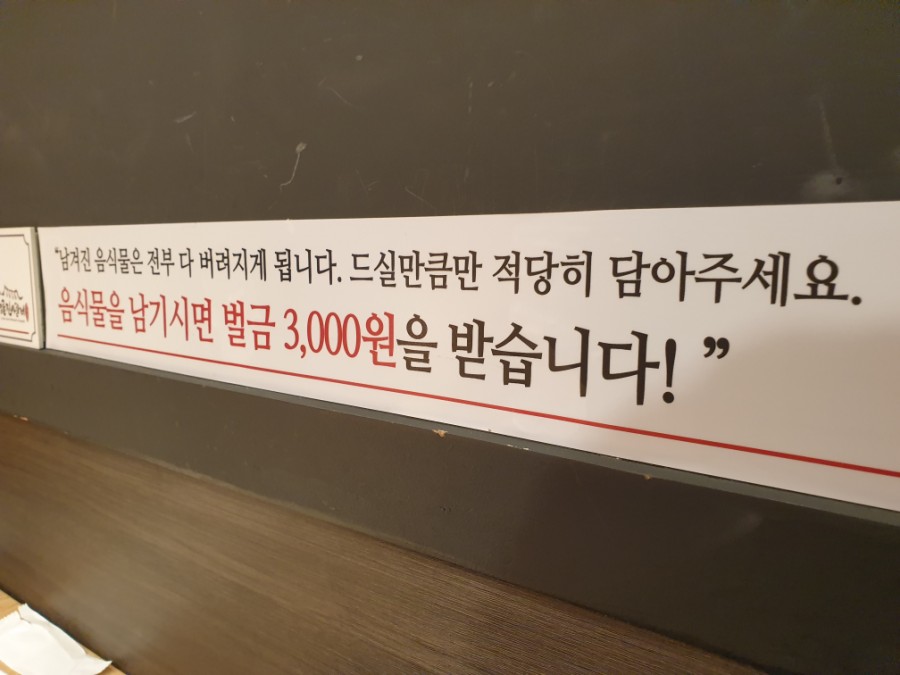 "남겨진 음식물은 전부 다 버려지게 됩니다. 드실만큼만 적당히 담아주세요.
음식물을 남기시면 벌금 3,000원을 받습니다! "